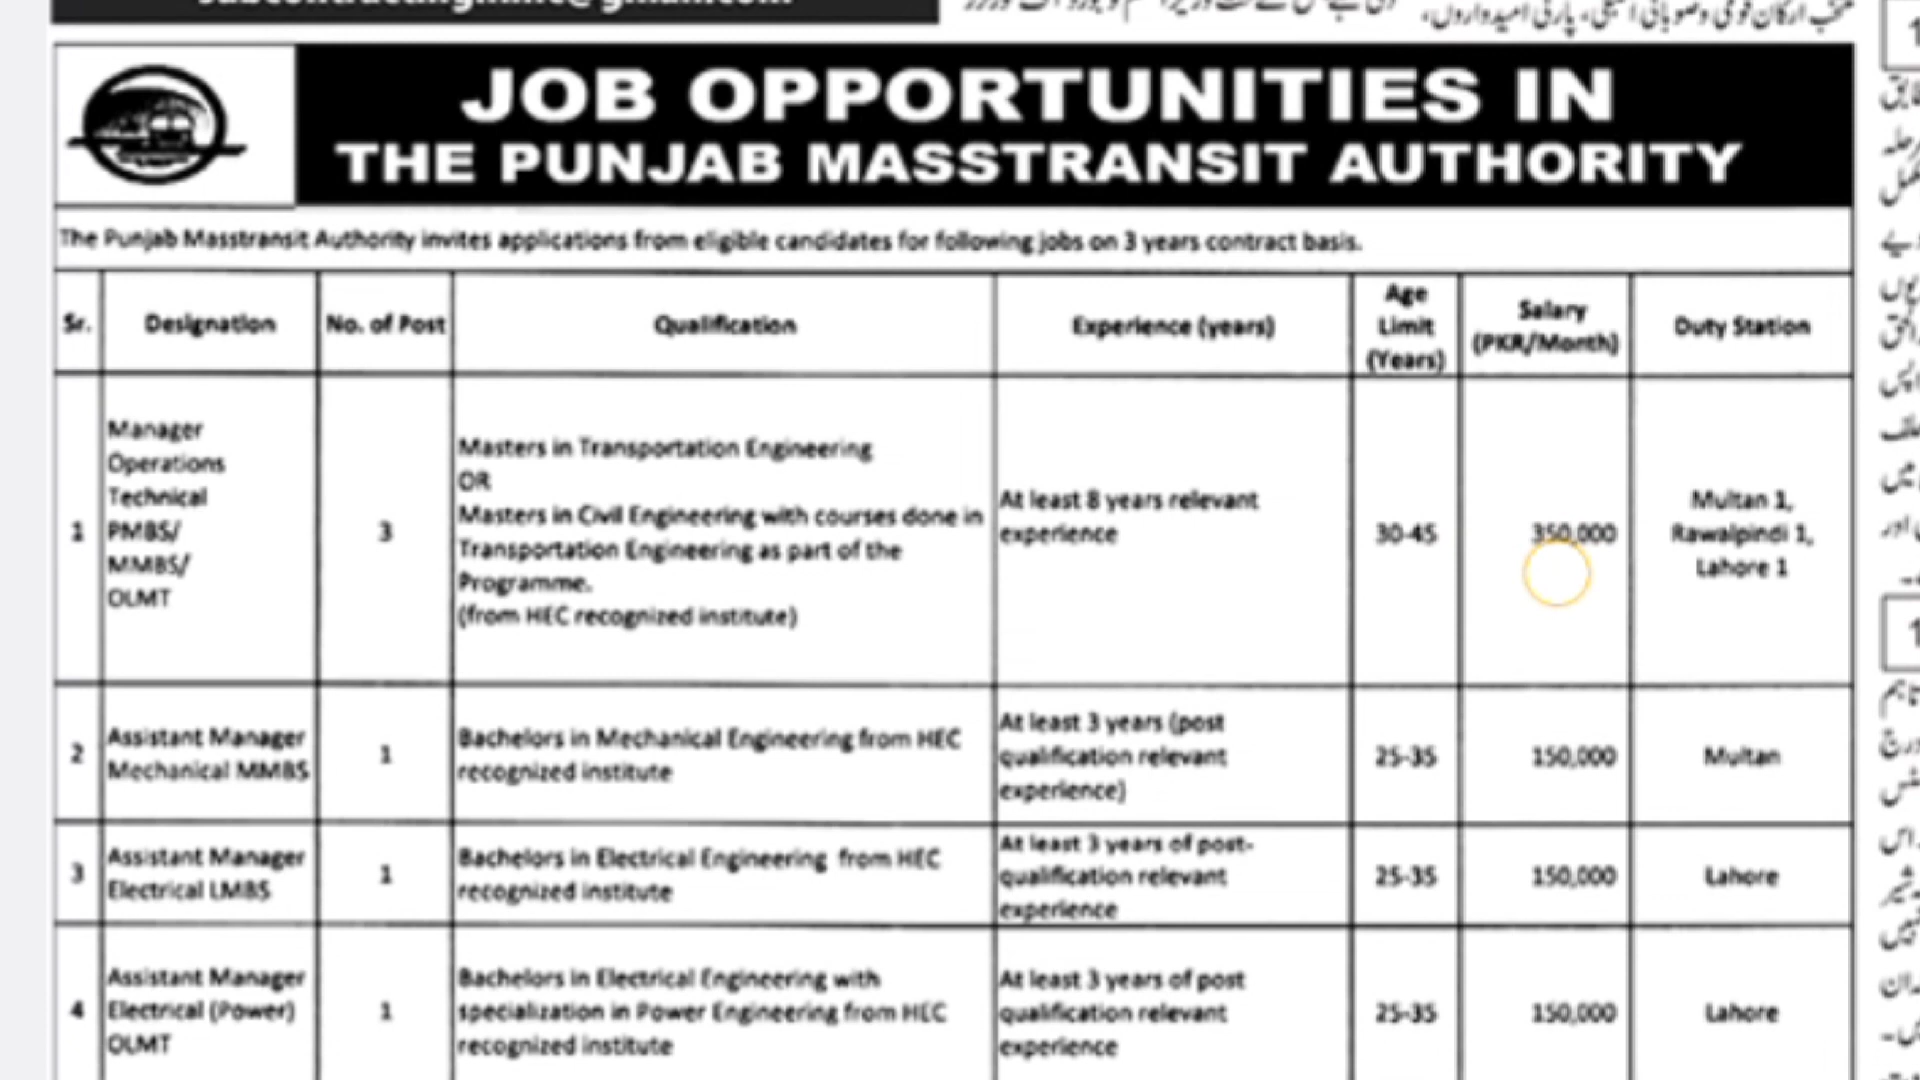 JOB OPPORTUNITIES IN
THE PUNJAB MASSTRANSIT AUTHORITY
The Punjab Masstransit Authority invites applications from eligible candidates for following jobs on 3 years contract basis.
Sr.
Designation
No. of Post
Qualification
Experience (years)
Age
Limit
(Years)
Salary
(PKR/Month)
Duty Station
1
Manager
Operations
Technical
PMBS/
MMBS/
OLMT
3
Masters in Transportation Engineering
OR
Masters in Civil Engineering with courses done in
Transportation Engineering as part of the
Programme.
(from HEC recognized institute)
At least 8 years relevant
experience
30-45
350,000
Multan 1,
Rawalpindi 1,
Lahore 1
2
Assistant Manager
Mechanical MMBS
1
Bachelors in Mechanical Engineering from HEC
recognized institute
At least 3 years (post
qualification relevant
experience)
25-35
150,000
Multan
3
Assistant Manager
Electrical LMBS
1
Bachelors in Electrical Engineering from HEC
recognized institute
At least 3 years of post-
qualification relevant
experience
25-35
150,000
Lahore
4
Assistant Manager
Electrical (Power)
OLMT
1
Bachelors in Electrical Engineering with
specialization in Power Engineering from HEC
recognized institute
At least 3 years of post
qualification relevant
experience
25-35
150,000
Lahore